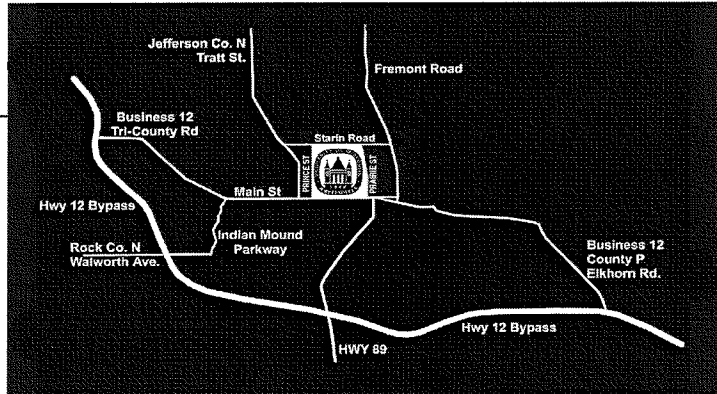 Jefferson Co. N
Tratt St.
Fremont Road
Business 12
Tri-County Rd
Starin Road
PRINCE ST
PRAIRIE ST
Main St
Hwy 12 Bypass
Indian Mound
Parkway
Rock Co. N
Walworth Ave.
Business 12
County P
Elkhorn Rd.
Hwy 12 Bypass
HWY 89